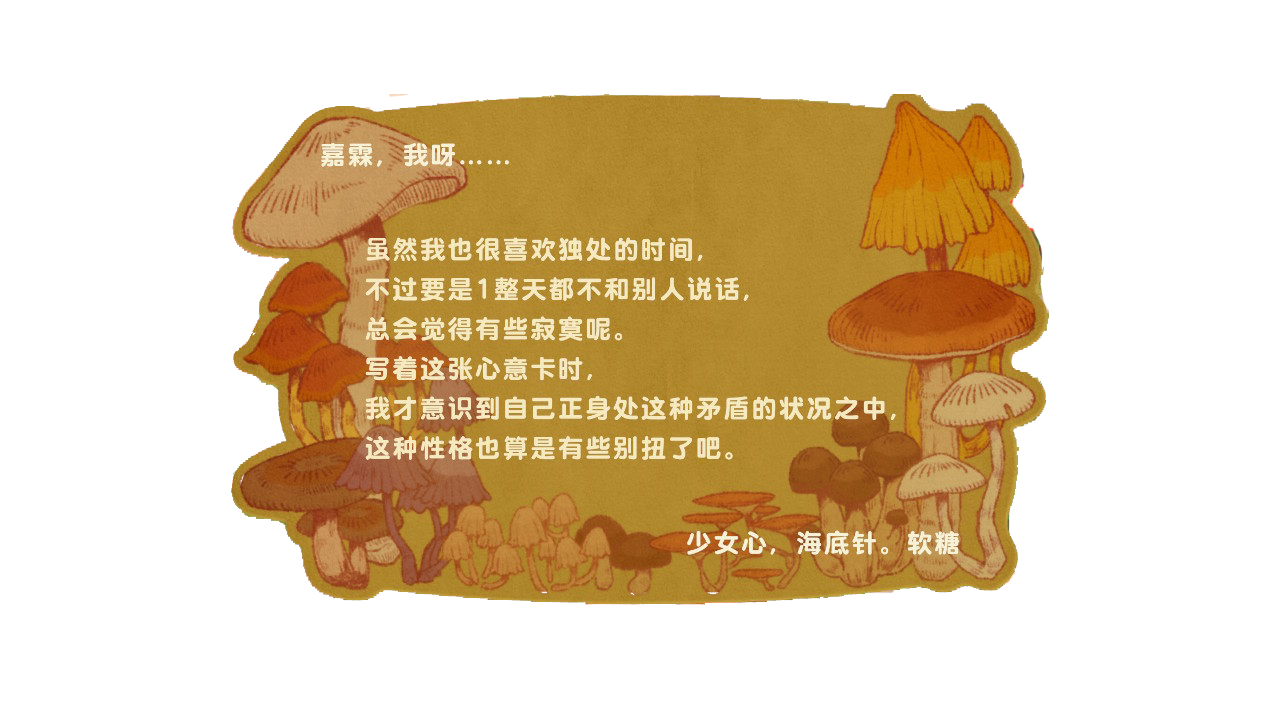 嘉霖，我呀……
虽然我也很喜欢独处的时间，
不过要是1整天都不和别人说话，
总会觉得有些寂寞呢。
写着这张心意卡时，
我才意识到自己正身处这种矛盾的状况之中，
这种性格也算是有些别扭了吧。
少女心，海底针。软糖